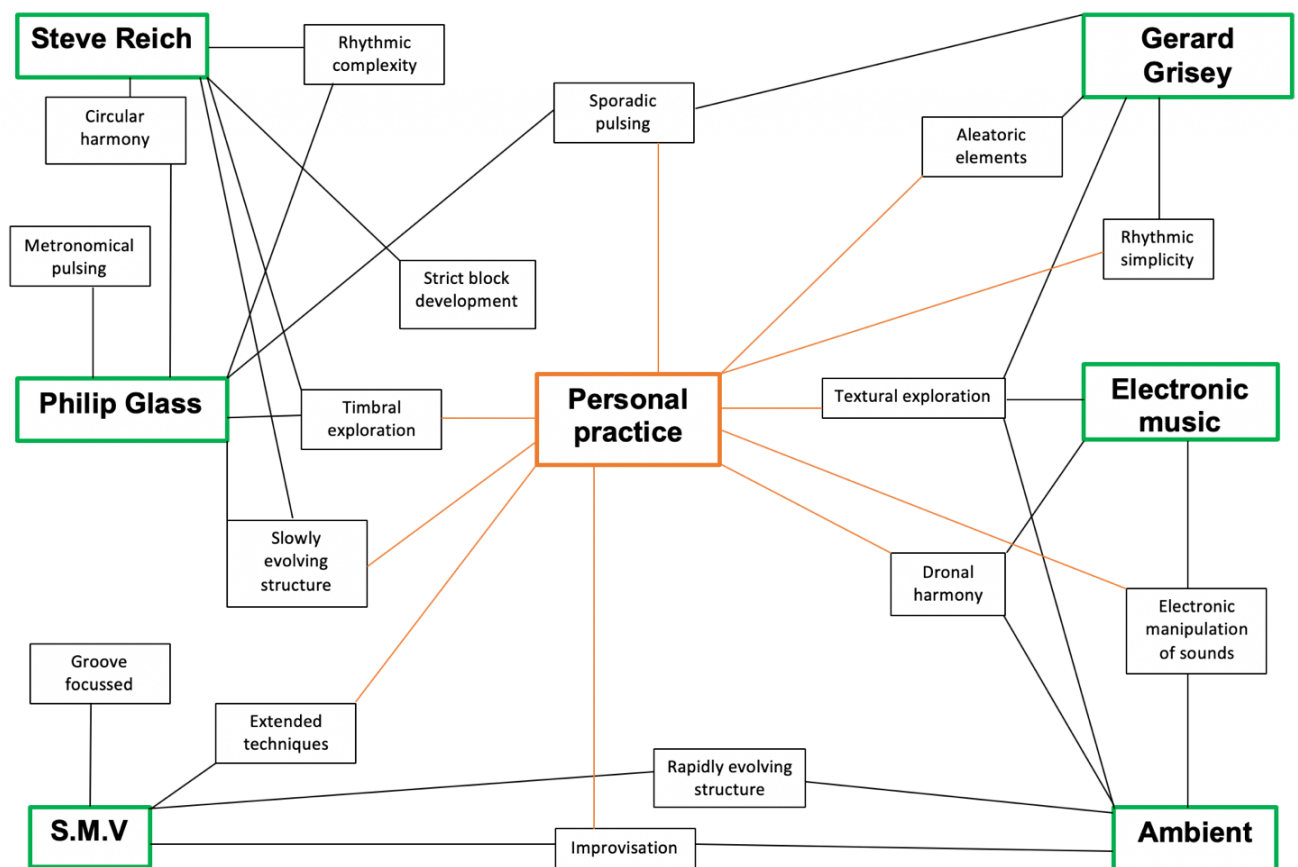 Steve Reich
Rhythmic
complexity
Gerard
Grisey
Circular
harmony
Sporadic
pulsing
Aleatoric
elements
Metronomical
pulsing
Rhythmic
simplicity
Strict block
development
Philip Glass
Timbral
exploration
Personal
practice
Textural exploration
Electronic
music
Slowly
evolving
structure
Dronal
harmony
Electronic
manipulation
of sounds
Groove
focussed
Extended
techniques
Rapidly evolving
structure
S.M.V
Improvisation
Ambient